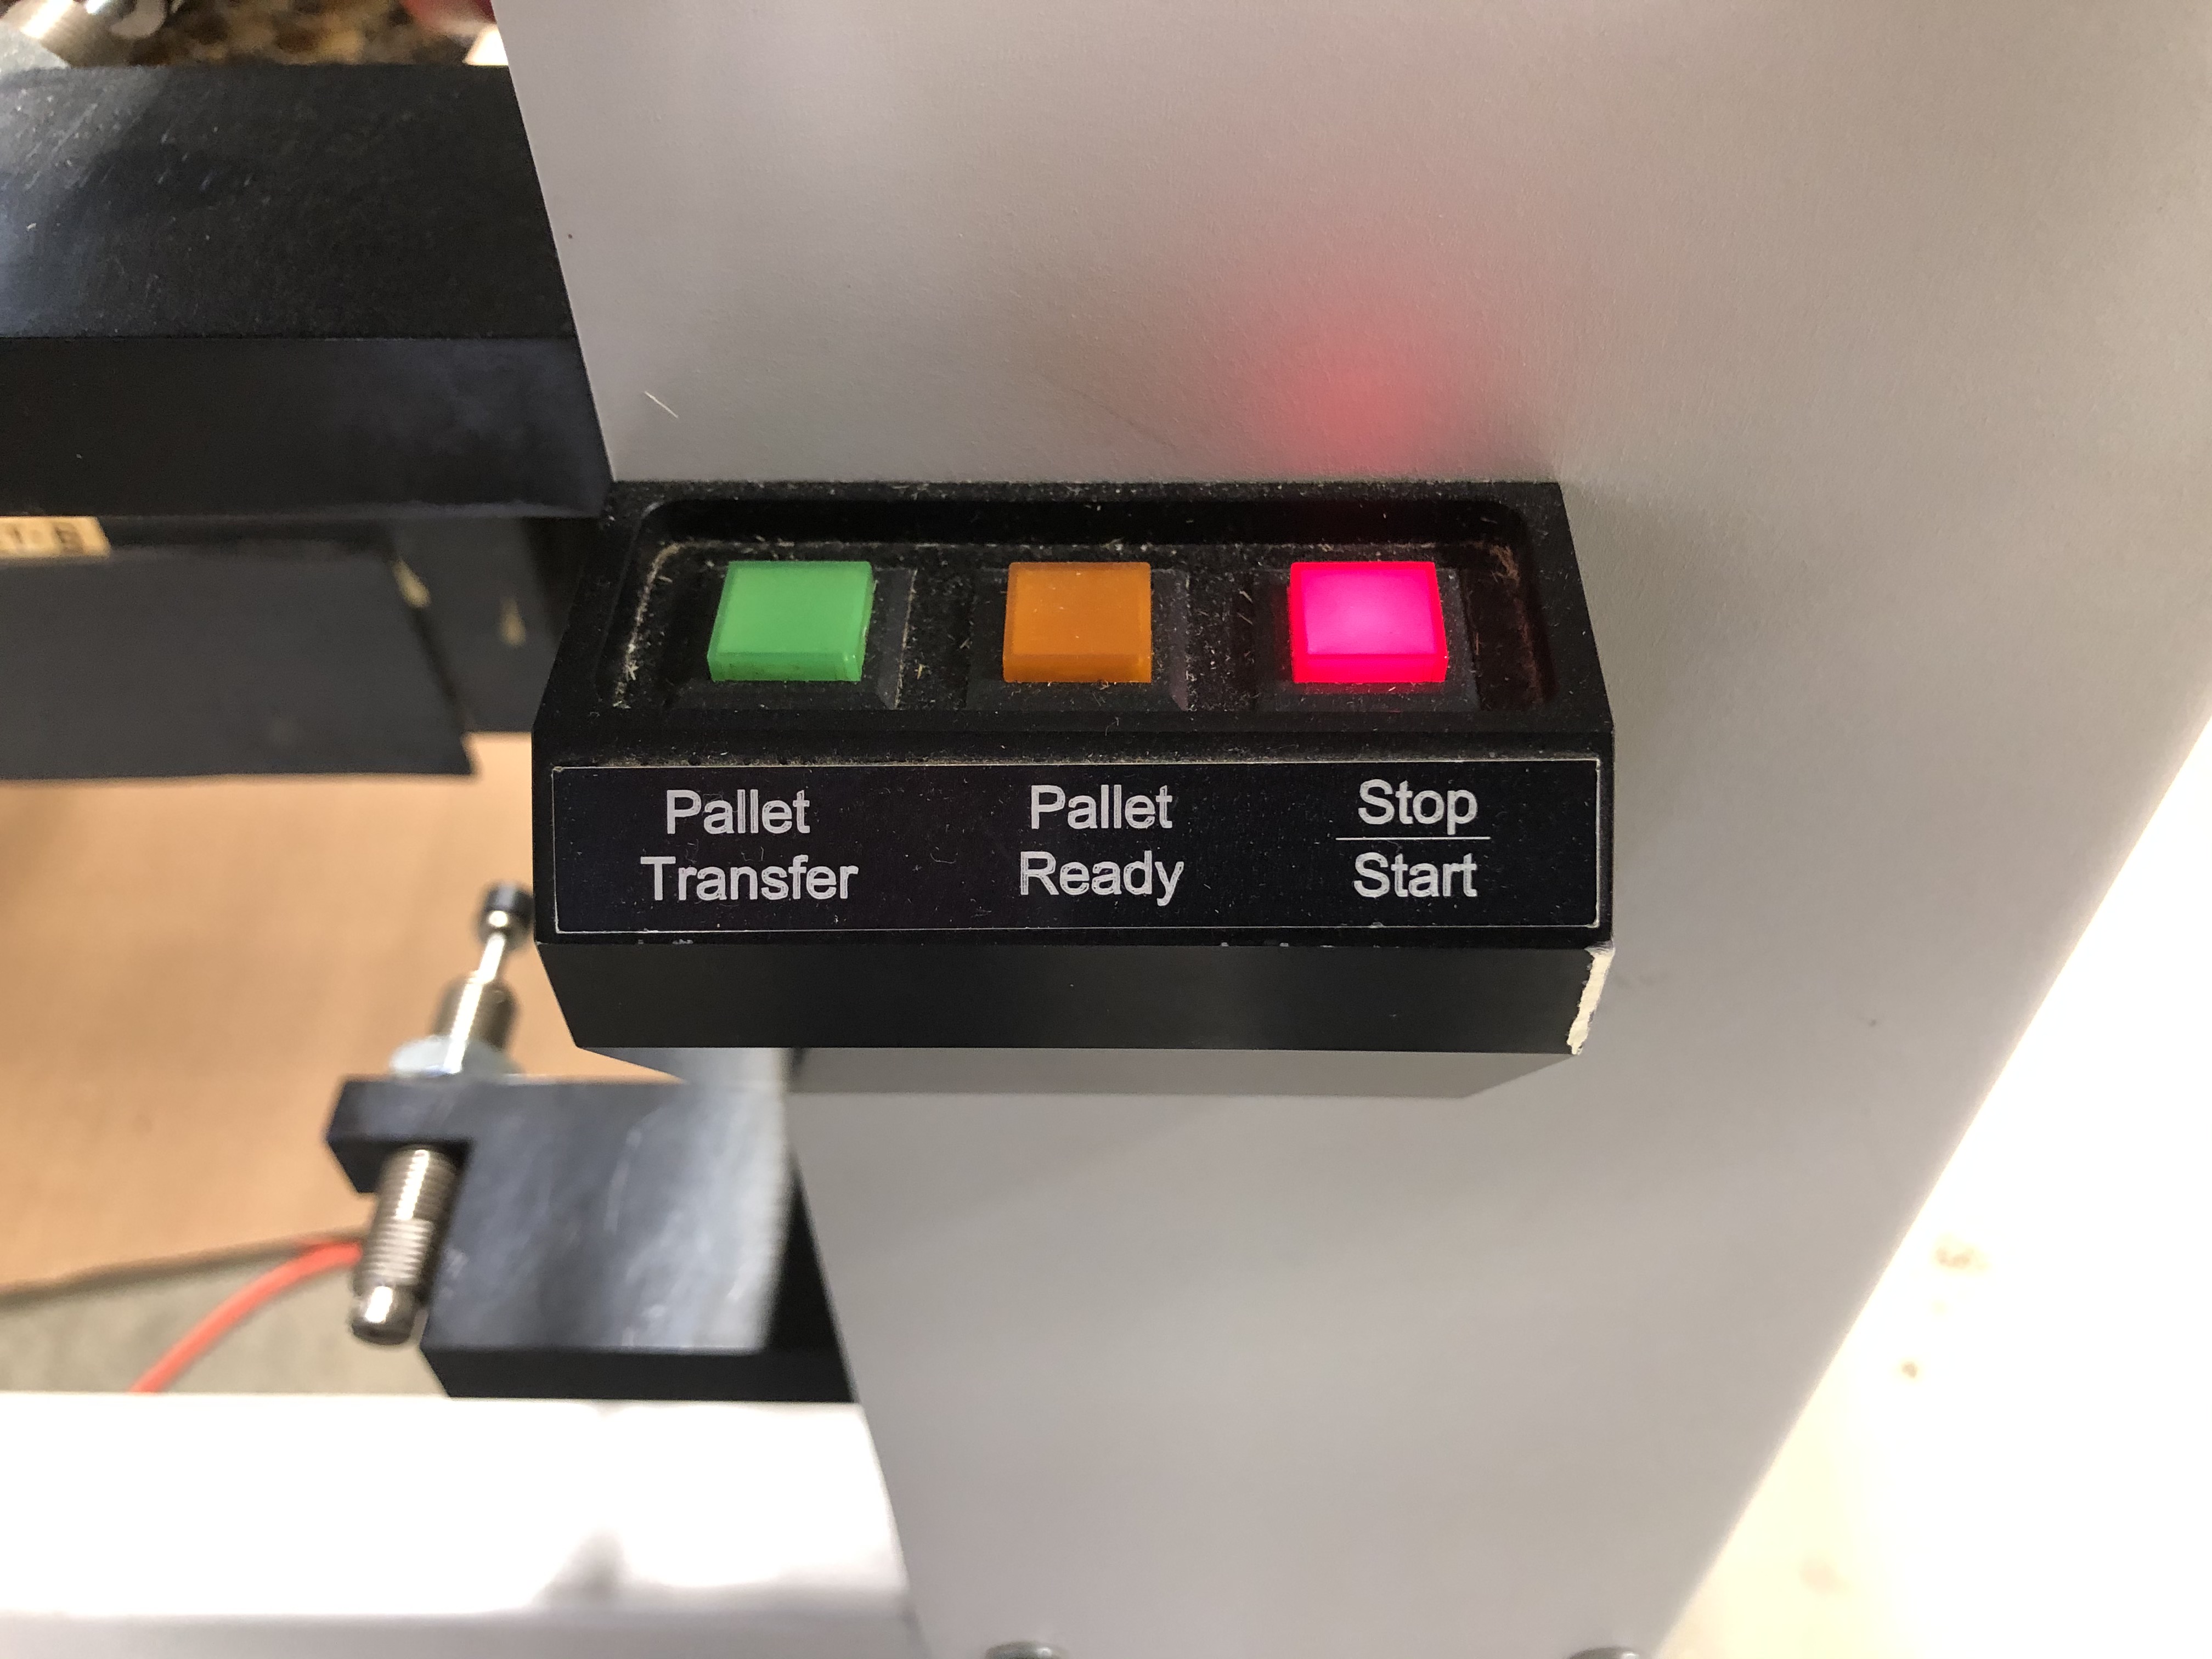 Pallet
Transfer
Pallet
Ready
Stop
Start